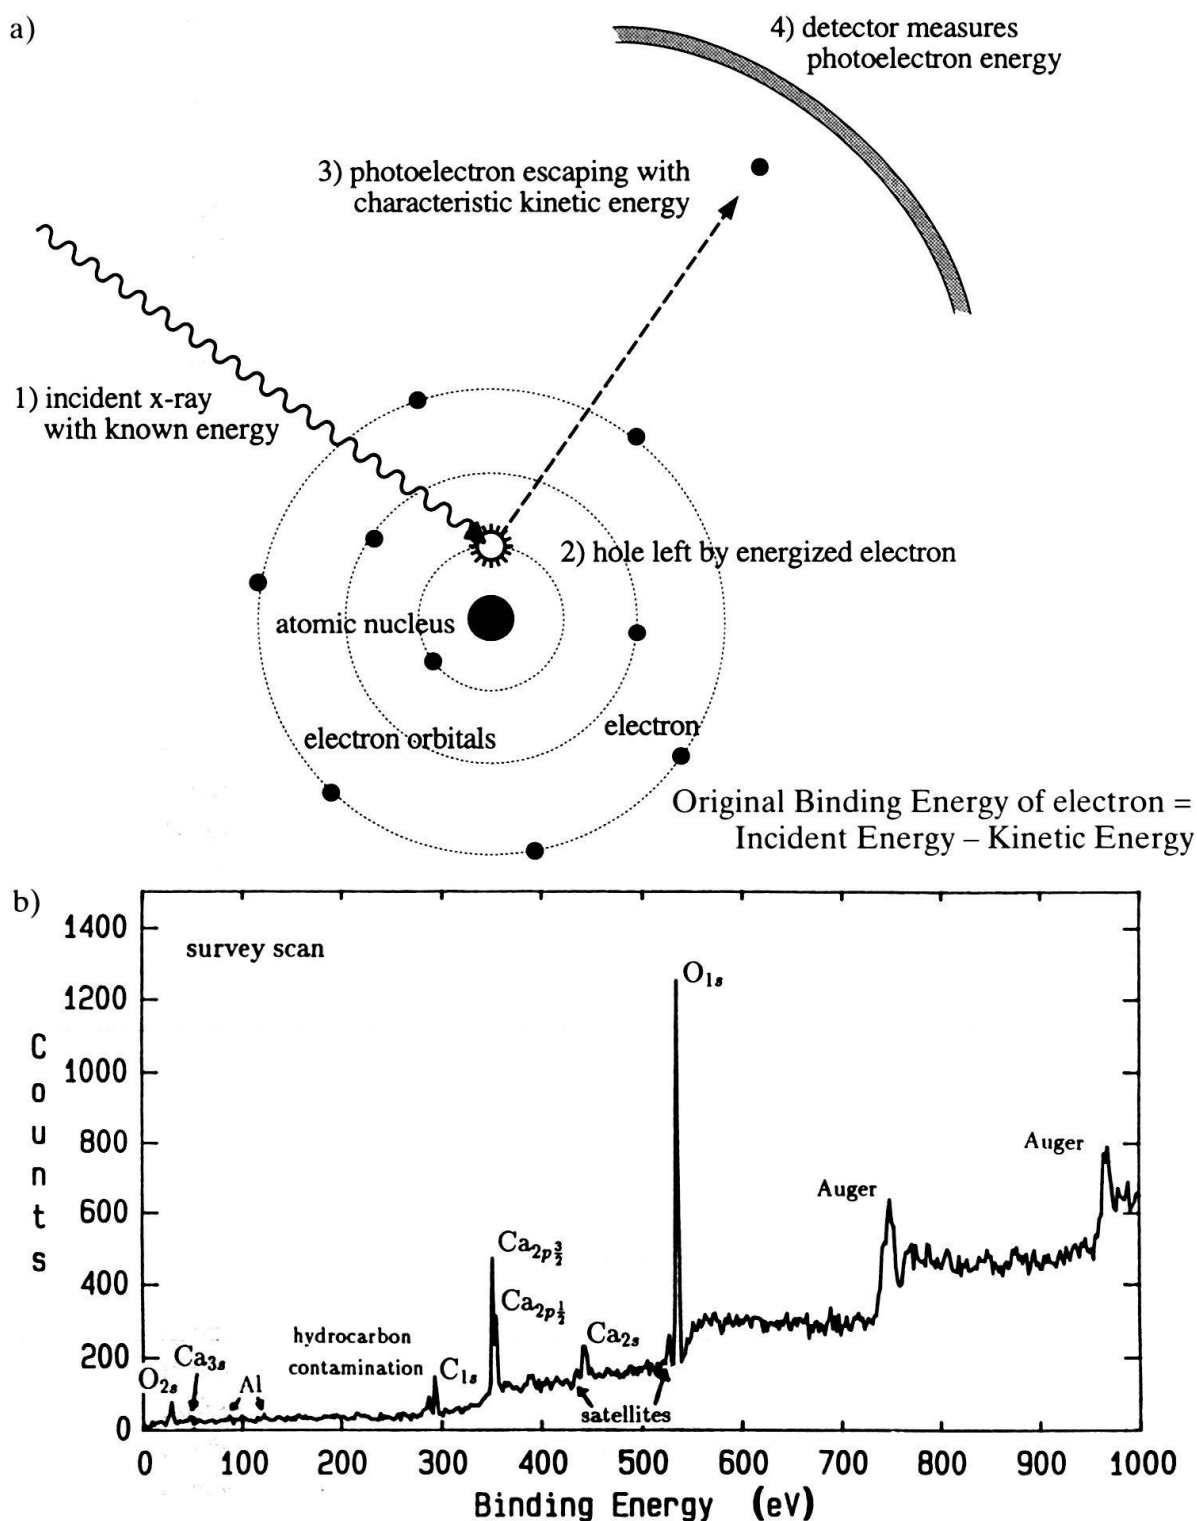 a)
4) detector measures
photoelectron energy
3) photoelectron escaping with
characteristic kinetic energy
1) incident x-ray
with known energy
2) hole left by energized electron
atomic nucleus
electron orbitals
electron
Original Binding Energy of electron =
Incident Energy – Kinetic Energy
b)
survey scan
Counts
1400
1200
1000
800
600
400
200
0
O1s
Auger
Auger
Ca2p3/2
Ca2p1/2
Ca2s
hydrocarbon
contamination
C1s
Ca3s
O2s
Al
satellites
0 100 200 300 400 500 600 700 800 900 1000
Binding Energy (eV)